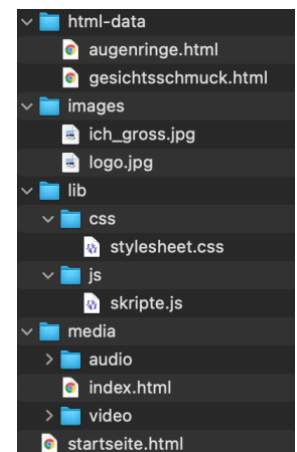 html-data
augenringe.html
gesichtsschmuck.html
images
ich_gross.jpg
logo.jpg
lib
css
stylesheet.css
js
skripte.js
media
audio
index.html
video
startseite.html